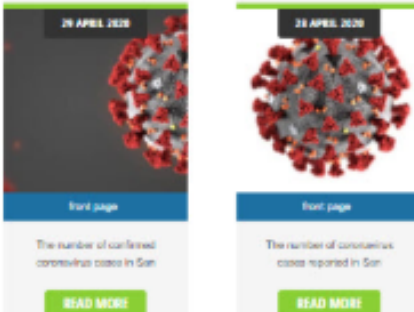 29 APRIL 2020
front page
The number of confirmed
coronavirus cases in San
READ MORE
28 APRIL 2020
front page
The number of coronavirus
cases reported in San
READ MORE